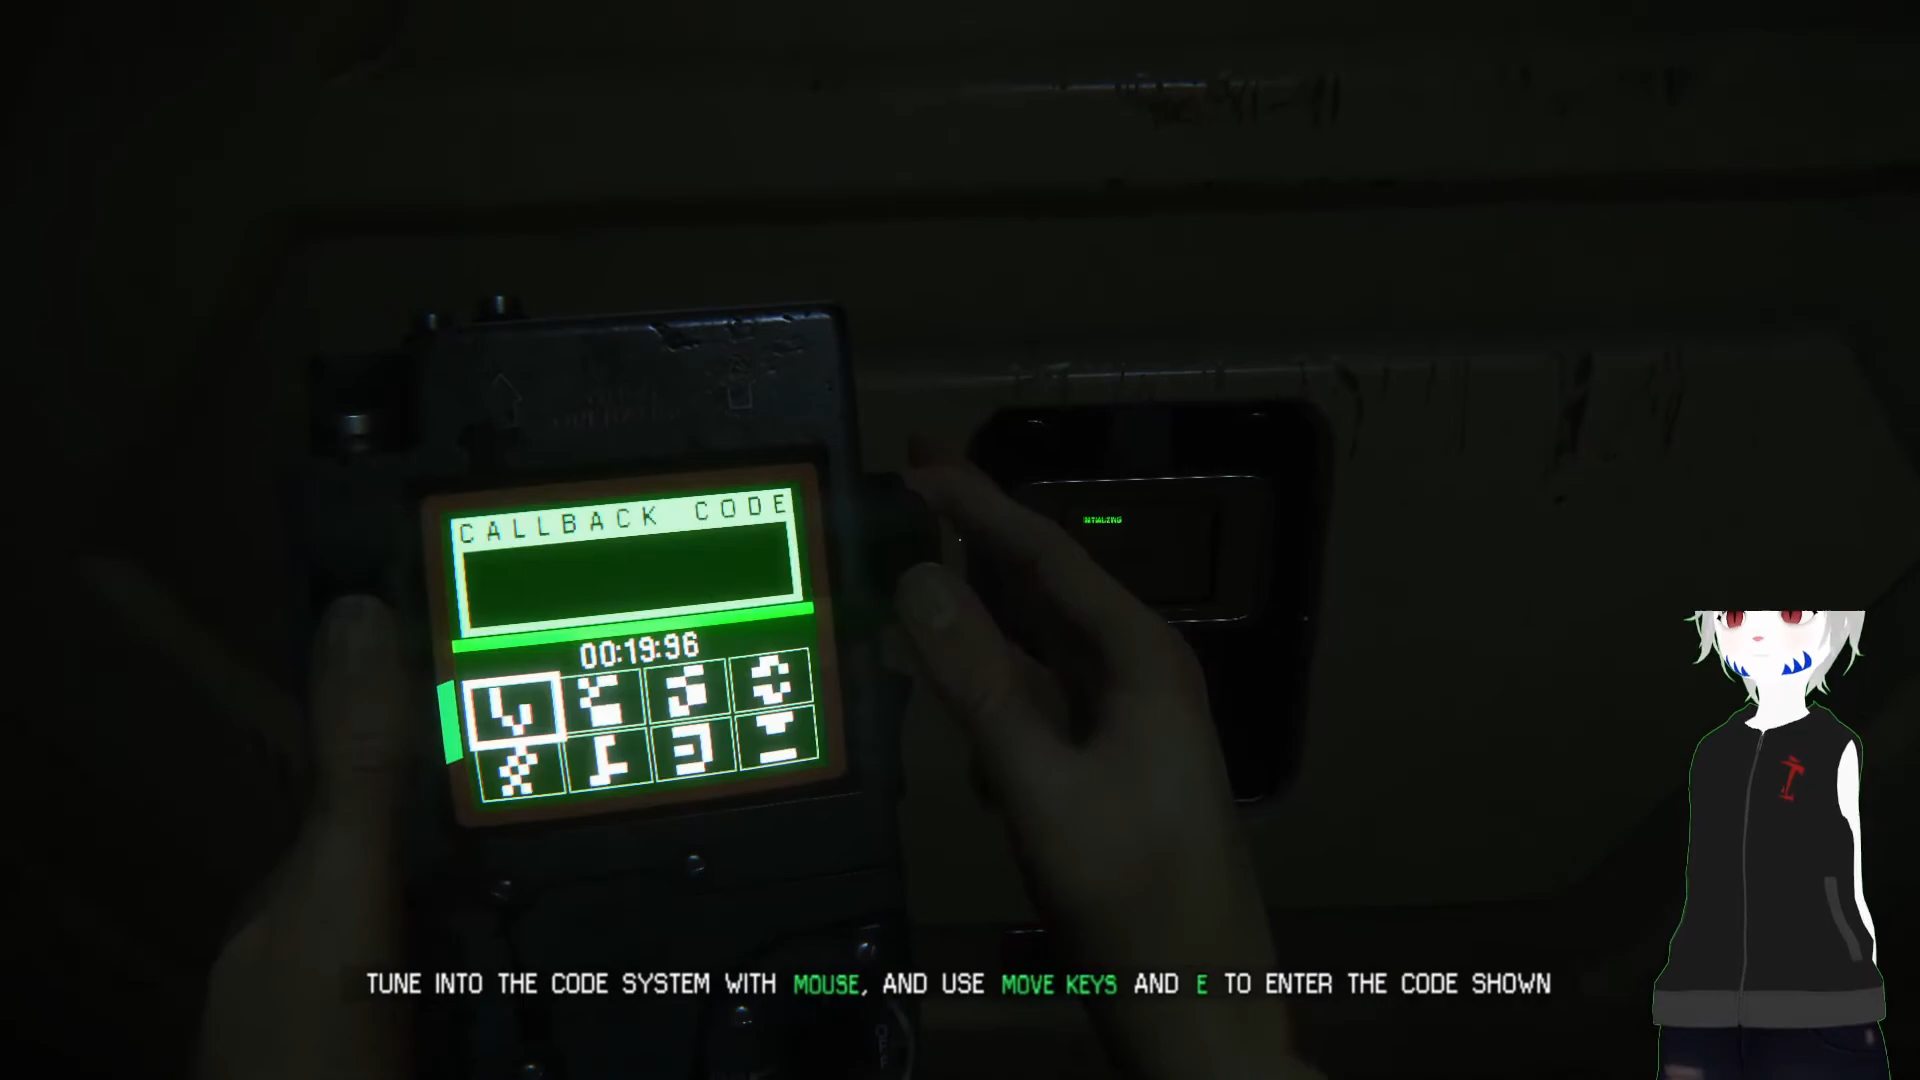 CALLBACK CODE
INITIALIZING
00:19:96
TUNE INTO THE CODE SYSTEM WITH MOUSE, AND USE MOVE KEYS AND E TO ENTER THE CODE SHOWN